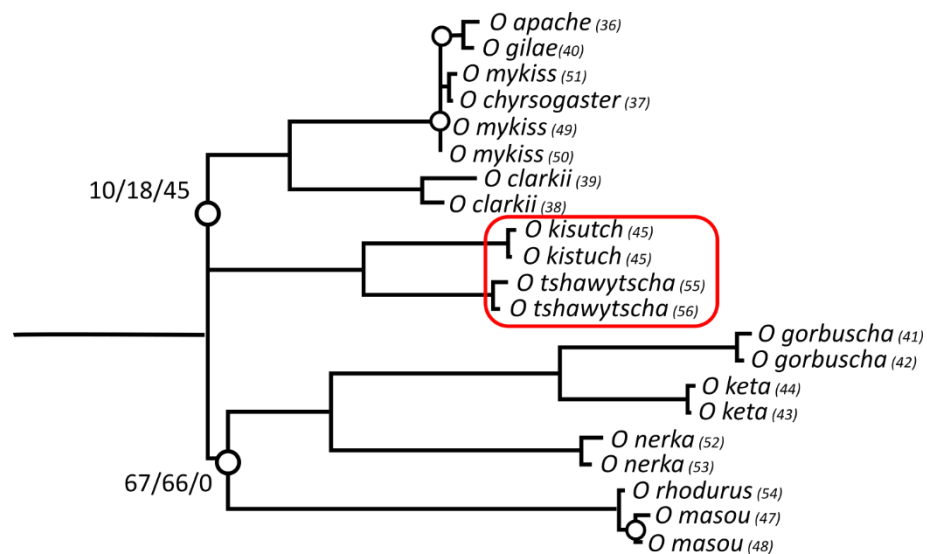 O apache (36)
O gilae(40)
O mykiss (51)
O chyrsogaster (37)
O mykiss (49)
O mykiss (50)
10/18/45
O clarkii (39)
O clarkii (38)
O kisutch (45)
O kistuch (45)
O tshawytscha (55)
O tshawytscha (56)
O gorbuscha (41)
O gorbuscha (42)
O keta (44)
O keta (43)
O nerka (52)
O nerka (53)
67/66/0
O rhodurus (54)
O masou (47)
O masou (48)